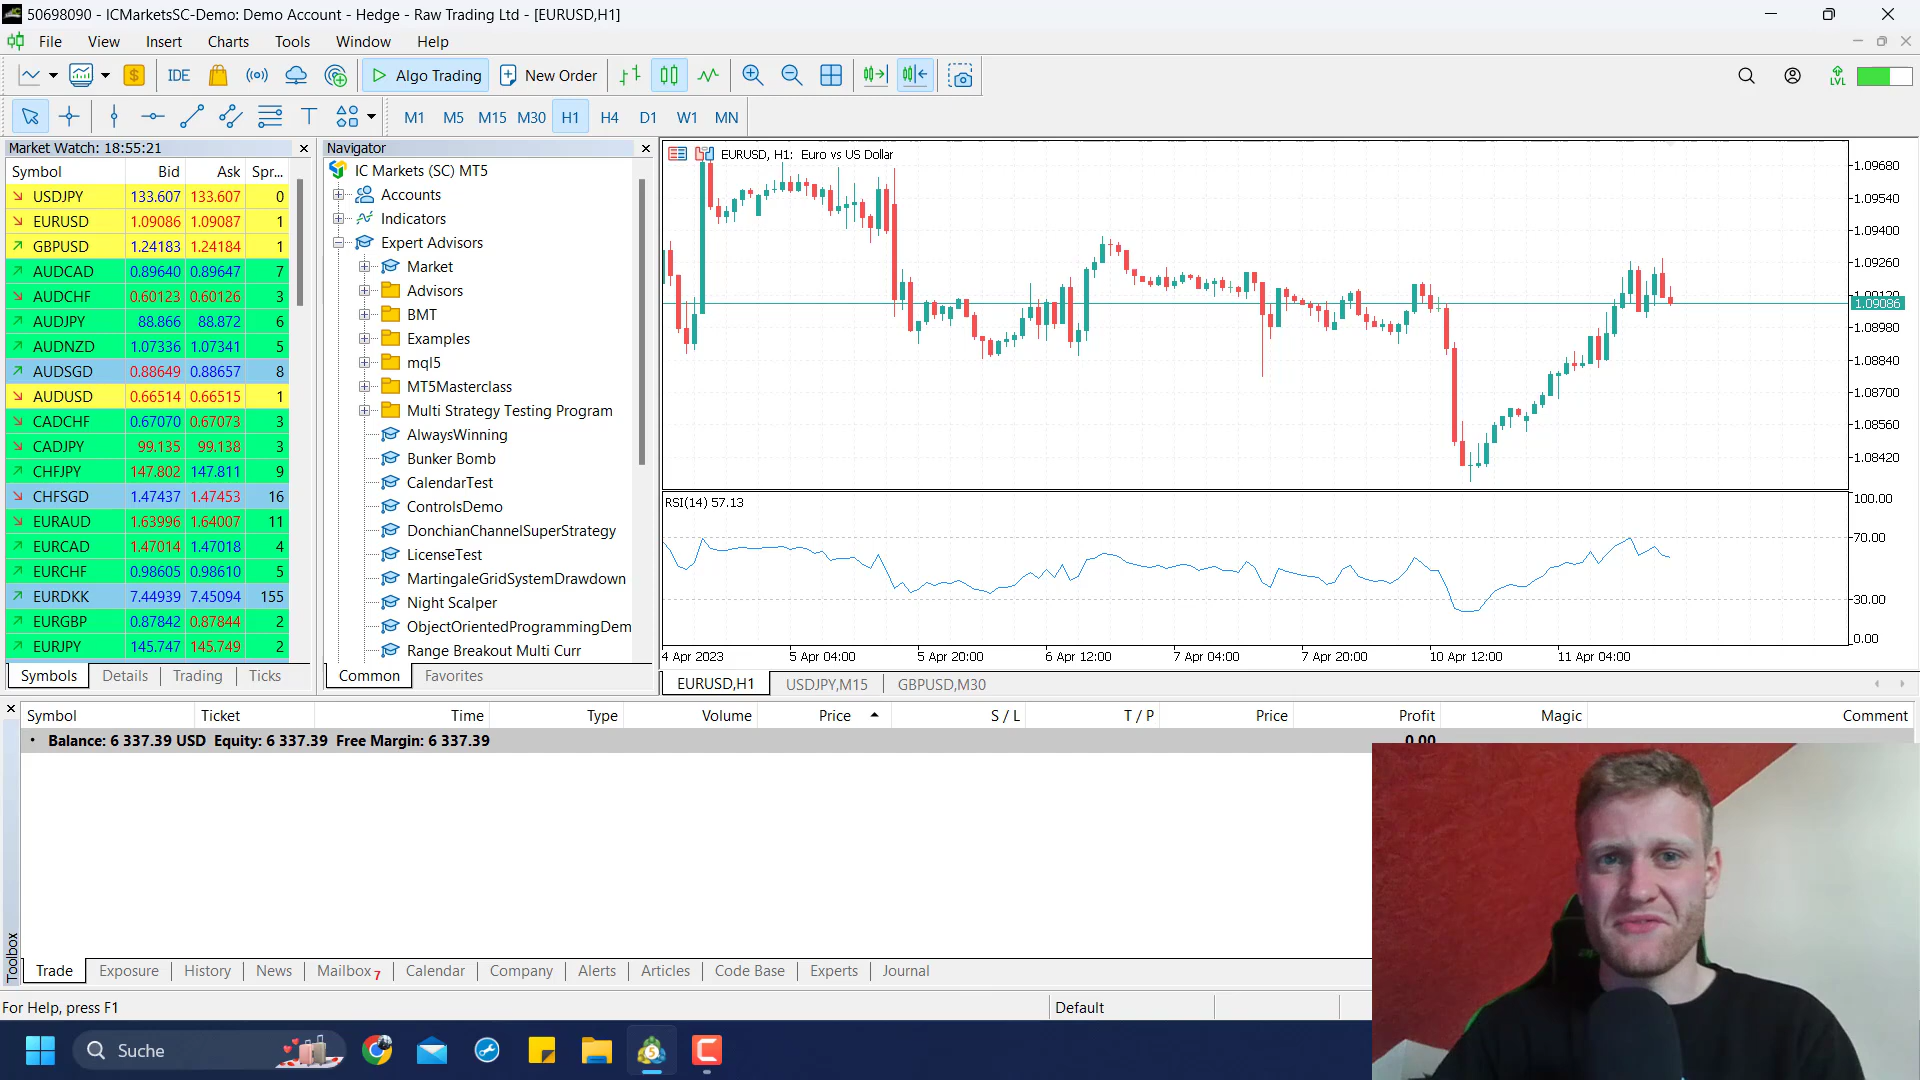 50698090 - ICMarketsSC-Demo: Demo Account - Hedge - Raw Trading Ltd - [EURUSD,H1]
File View Insert Charts Tools Window Help
IDE Algo Trading New Order LVL
M1 M5 M15 M30 H1 H4 D1 W1 MN
Market Watch: 18:55:21
Symbol Bid Ask Spr...
USDJPY 133.607 133.607 0
EURUSD 1.09086 1.09087 1
GBPUSD 1.24183 1.24184 1
AUDCAD 0.89640 0.89647 7
AUDCHF 0.60123 0.60126 3
AUDJPY 88.866 88.872 6
AUDNZD 1.07336 1.07341 5
AUDSGD 0.88649 0.88657 8
AUDUSD 0.66514 0.66515 1
CADCHF 0.67070 0.67073 3
CADJPY 99.135 99.138 3
CHFJPY 147.802 147.811 9
CHFSGD 1.47437 1.47453 16
EURAUD 1.63996 1.64007 11
EURCAD 1.47014 1.47018 4
EURCHF 0.98605 0.98610 5
EURDKK 7.44939 7.45094 155
EURGBP 0.87842 0.87844 2
EURJPY 145.747 145.749 2
Symbols Details Trading Ticks
Navigator
IC Markets (SC) MT5
Accounts
Indicators
Expert Advisors
Market
Advisors
BMT
Examples
mql5
MT5Masterclass
Multi Strategy Testing Program
AlwaysWinning
Bunker Bomb
CalendarTest
ControlsDemo
DonchianChannelSuperStrategy
LicenseTest
MartingaleGridSystemDrawdown
Night Scalper
ObjectOrientedProgrammingDem
Range Breakout Multi Curr
Common Favorites
EURUSD, H1: Euro vs US Dollar
1.09680
1.09540
1.09400
1.09260
1.09120
1.09086
1.08980
1.08840
1.08700
1.08560
1.08420
RSI(14) 57.13
100.00
70.00
30.00
0.00
4 Apr 2023 5 Apr 04:00 5 Apr 20:00 6 Apr 12:00 7 Apr 04:00 7 Apr 20:00 10 Apr 12:00 11 Apr 04:00
EURUSD,H1 USDJPY,M15 GBPUSD,M30
Symbol Ticket Time Type Volume Price S / L T / P Price Profit Magic Comment
Balance: 6 337.39 USD Equity: 6 337.39 Free Margin: 6 337.39 0.00
Toolbox
Trade Exposure History News Mailbox 7 Calendar Company Alerts Articles Code Base Experts Journal
For Help, press F1 Default
Suche